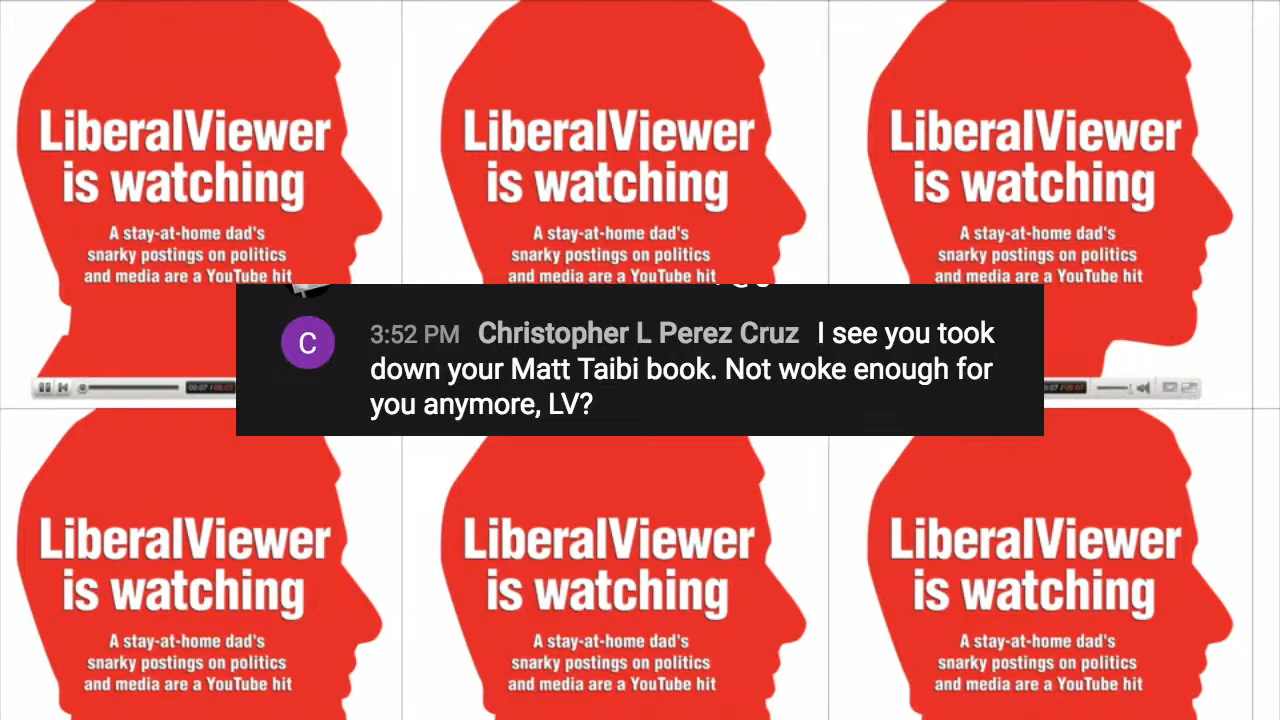 LiberalViewer
is watching
A stay-at-home dad's
snarky postings on politics
and media are a YouTube hit
LiberalViewer
is watching
A stay-at-home dad's
snarky postings on politics
and media are a YouTube hit
LiberalViewer
is watching
A stay-at-home dad's
snarky postings on politics
and media are a YouTube hit
C
3:52 PM Christopher L Perez Cruz I see you took
down your Matt Taibi book. Not woke enough for
you anymore, LV?
LiberalViewer
is watching
A stay-at-home dad's
snarky postings on politics
and media are a YouTube hit
LiberalViewer
is watching
A stay-at-home dad's
snarky postings on politics
and media are a YouTube hit
LiberalViewer
is watching
A stay-at-home dad's
snarky postings on politics
and media are a YouTube hit